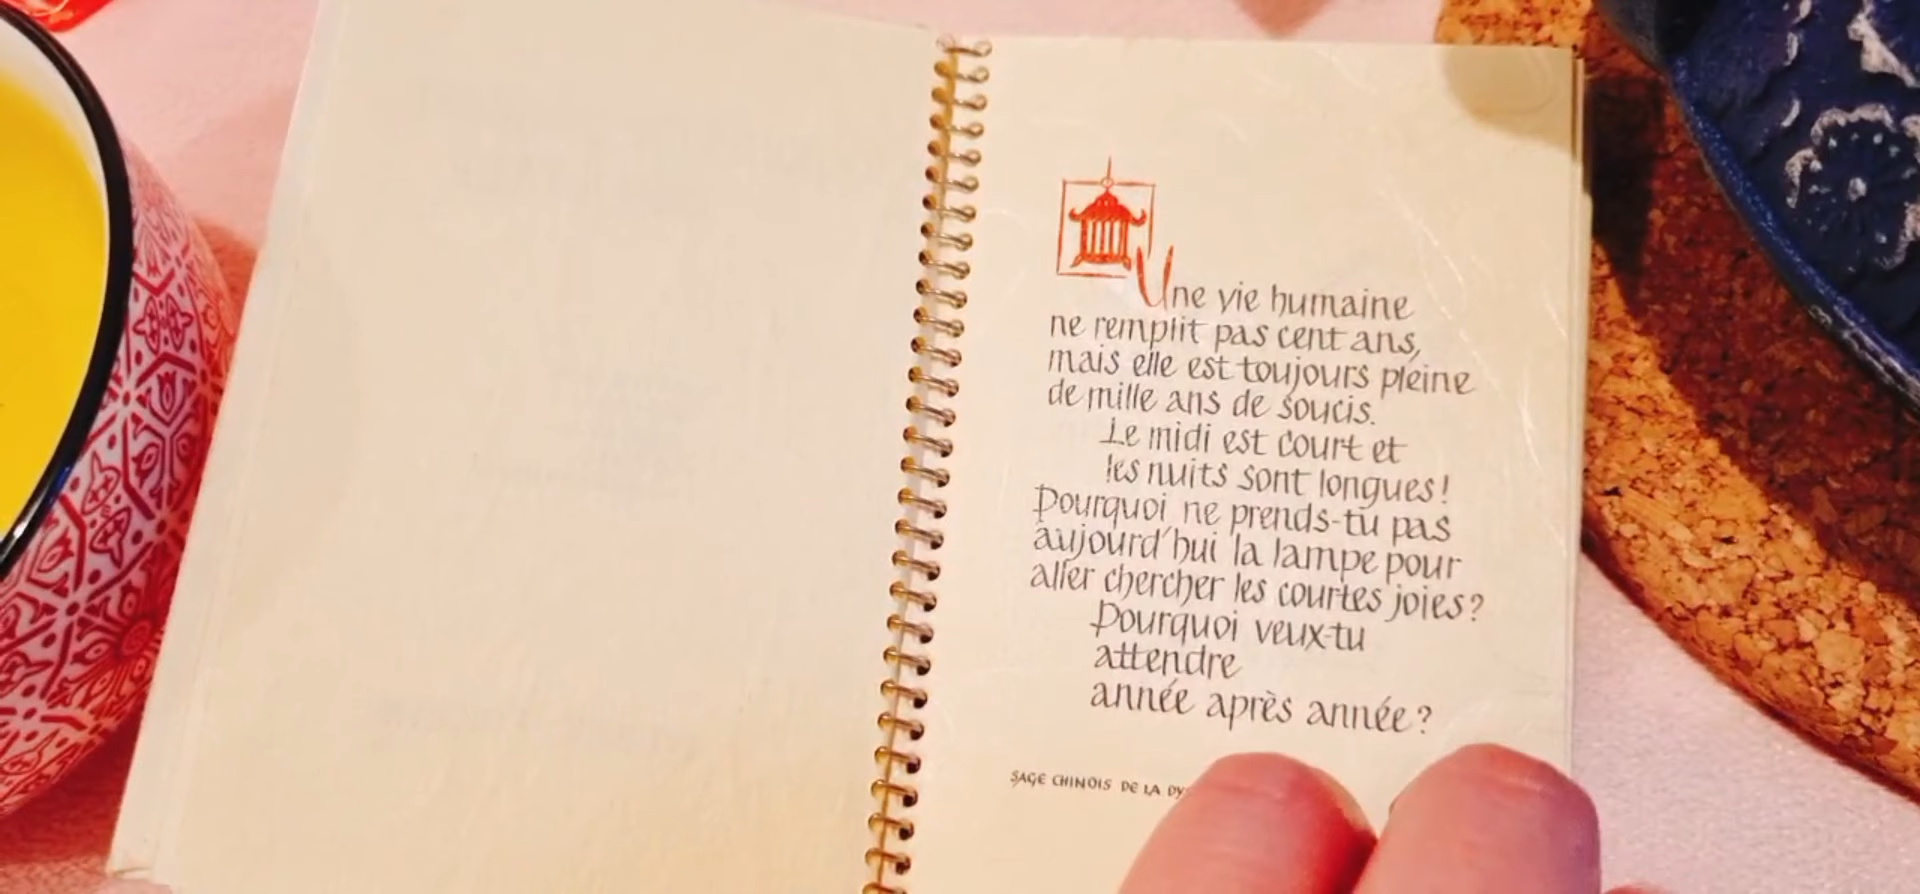 Une vie humaine
ne remplit pas cent ans,
mais elle est toujours pleine
de mille ans de soucis.
Le midi est court et
les nuits sont longues!
Pourquoi ne prends-tu pas
aujourd'hui la lampe pour
aller chercher les courtes joies?
Pourquoi veux-tu
attendre
année après année?
SAGE CHINOIS DE LA